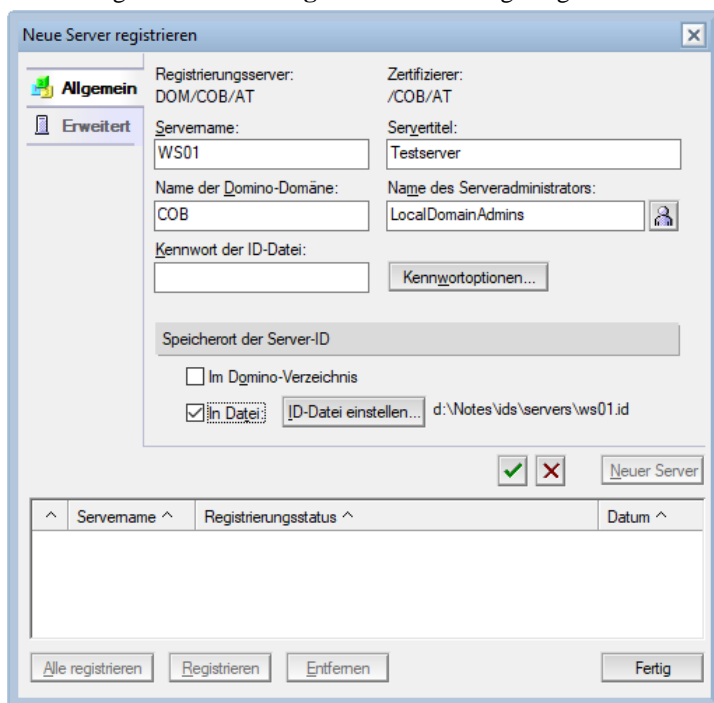 Neue Server registrieren
Allgemein
Erweitert
Registrierungsserver:
DOM/COB/AT
Zertifizierer:
/COB/AT
Servername:
WS01
Servertitel:
Testserver
Name der Domino-Domäne:
COB
Name des Serveradministrators:
LocalDomainAdmins
Kennwort der ID-Datei:
Kennwortoptionen...
Speicherort der Server-ID
Im Domino-Verzeichnis
In Datei:
ID-Datei einstellen...
d:\Notes\ids\servers\ws01.id
Neuer Server
Servername
Registrierungsstatus
Datum
Alle registrieren
Registrieren
Entfernen
Fertig